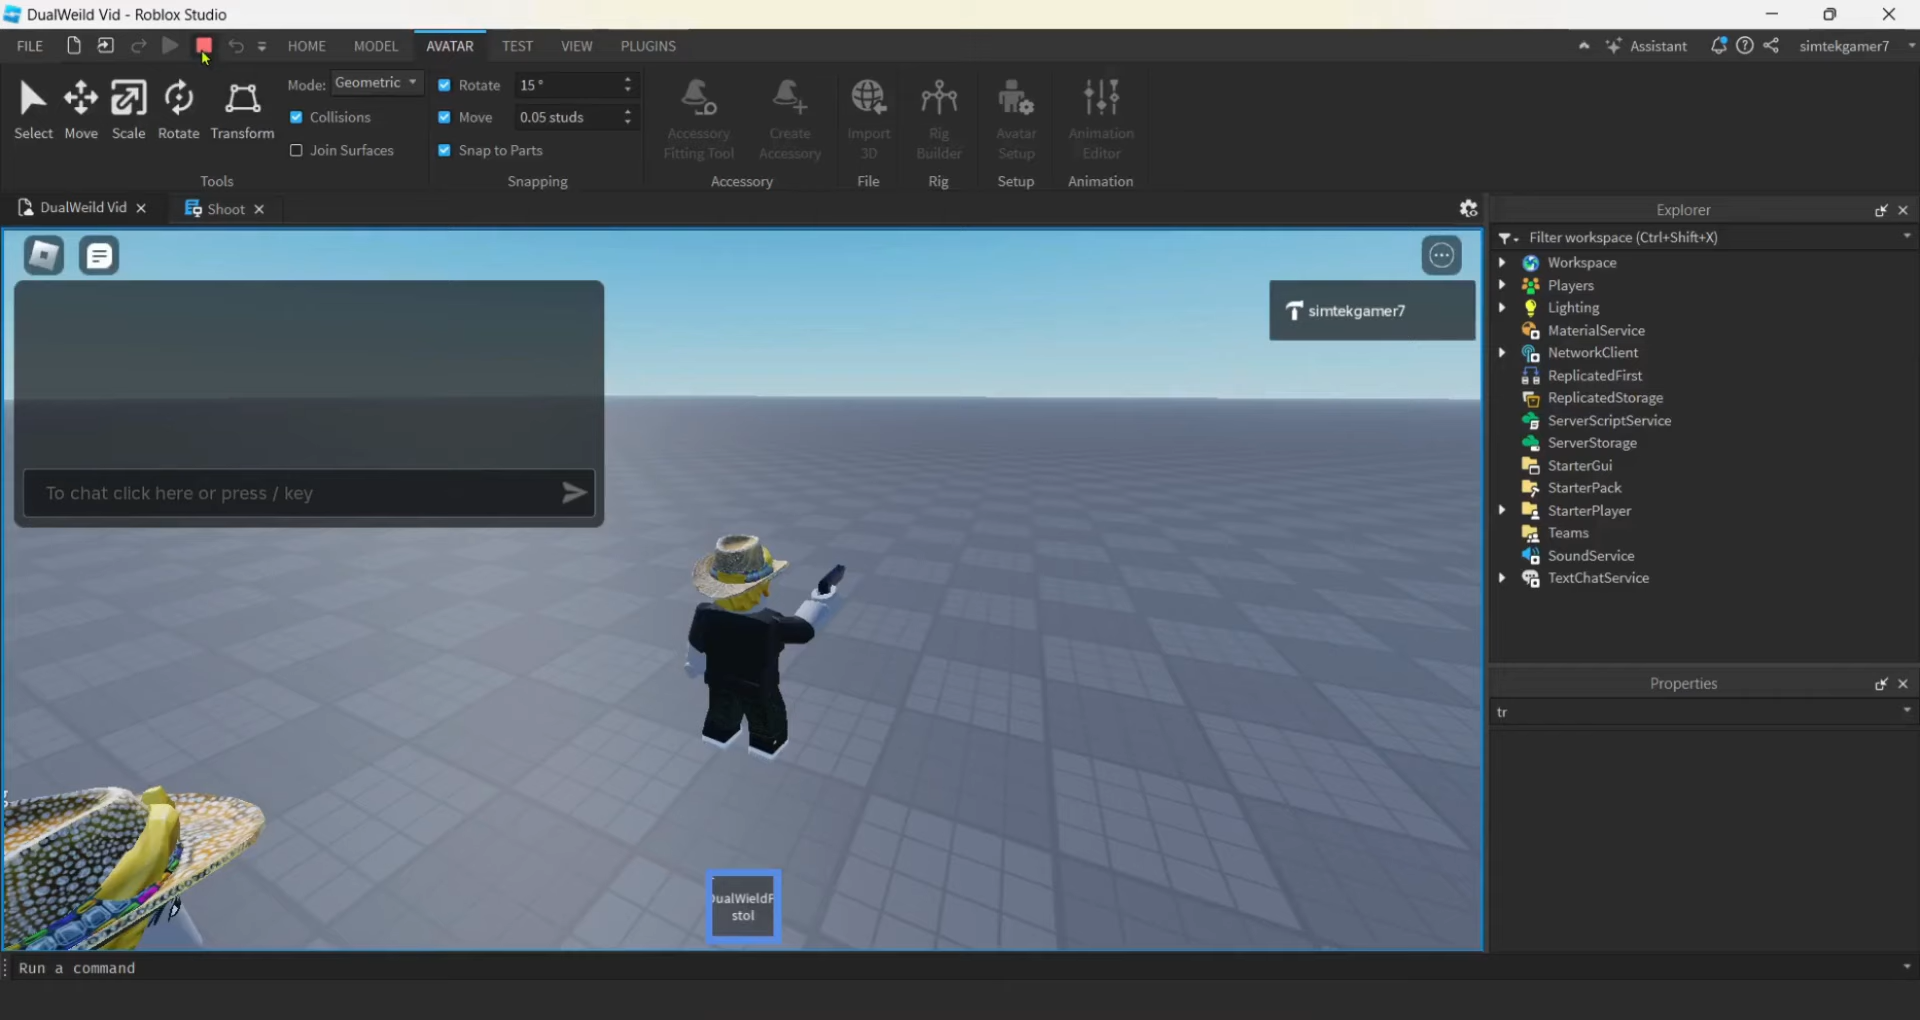 DualWeild Vid - Roblox Studio
FILE HOME MODEL AVATAR TEST VIEW PLUGINS Assistant simtekgamer7
Select Move Scale Rotate Transform
Mode: Geometric
Collisions
Join Surfaces
Tools
Rotate 15 °
Move 0.05 studs
Snap to Parts
Snapping
Accessory
Fitting Tool
Create
Accessory
Accessory
Import
3D
File
Rig
Builder
Rig
Avatar
Setup
Setup
Animation
Editor
Animation
DualWeild Vid
Shoot
simtekgamer7
To chat click here or press / key
DualWieldP
stol
Run a command
Explorer
Filter workspace (Ctrl+Shift+X)
Workspace
Players
Lighting
MaterialService
NetworkClient
ReplicatedFirst
ReplicatedStorage
ServerScriptService
ServerStorage
StarterGui
StarterPack
StarterPlayer
Teams
SoundService
TextChatService
Properties
tr